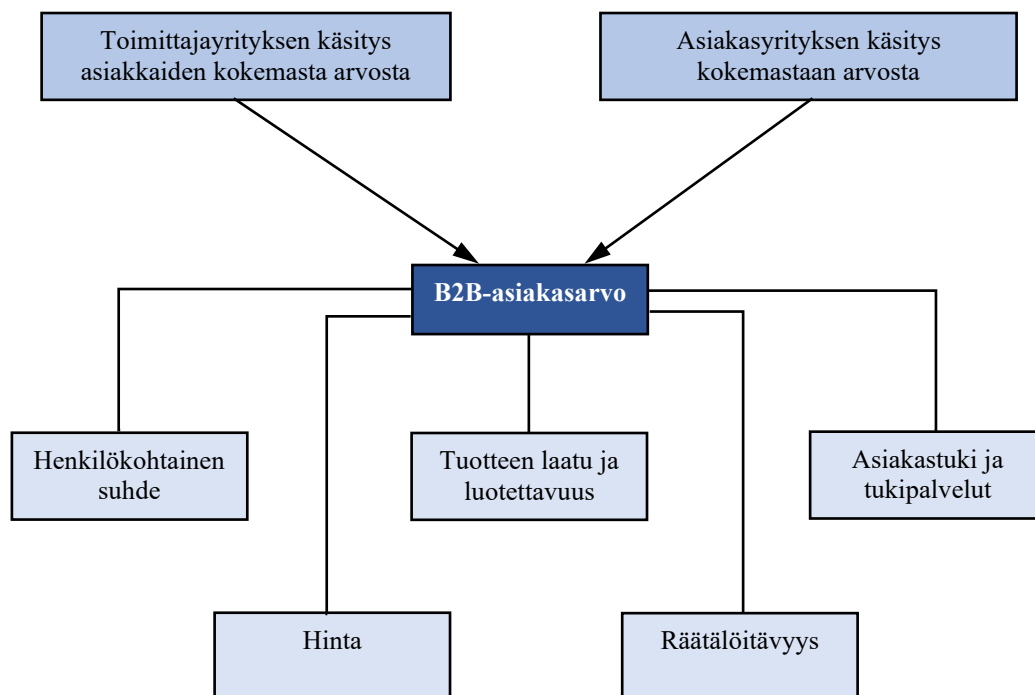 Toimittajayrityksen käsitys
asiakkaiden kokemasta arvosta
Asiakasyrityksen käsitys
kokemastaan arvosta
B2B-asiakasarvo
Henkilökohtainen
suhde
Tuotteen laatu ja
luotettavuus
Asiakastuki ja
tukipalvelut
Hinta
Räätälöitävyys